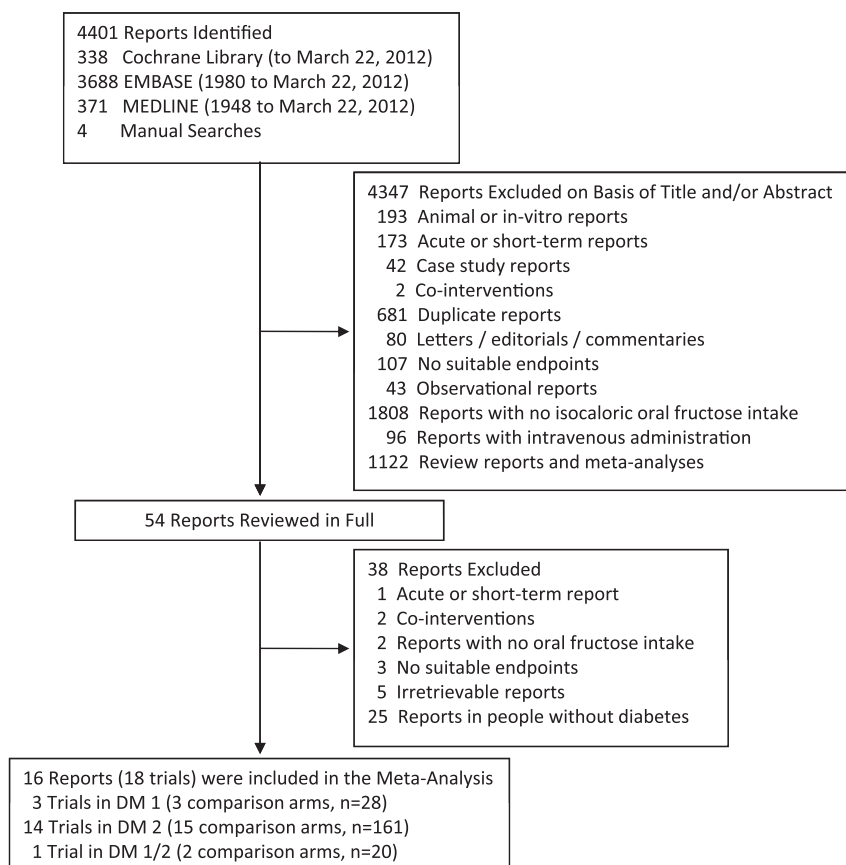 4401 Reports Identified
338 Cochrane Library (to March 22, 2012)
3688 EMBASE (1980 to March 22, 2012)
371 MEDLINE (1948 to March 22, 2012)
4 Manual Searches
4347 Reports Excluded on Basis of Title and/or Abstract
193 Animal or in-vitro reports
173 Acute or short-term reports
42 Case study reports
2 Co-interventions
681 Duplicate reports
80 Letters / editorials / commentaries
107 No suitable endpoints
43 Observational reports
1808 Reports with no isocaloric oral fructose intake
96 Reports with intravenous administration
1122 Review reports and meta-analyses
54 Reports Reviewed in Full
38 Reports Excluded
1 Acute or short-term report
2 Co-interventions
2 Reports with no oral fructose intake
3 No suitable endpoints
5 Irretrievable reports
25 Reports in people without diabetes
16 Reports (18 trials) were included in the Meta-Analysis
3 Trials in DM 1 (3 comparison arms, n=28)
14 Trials in DM 2 (15 comparison arms, n=161)
1 Trial in DM 1/2 (2 comparison arms, n=20)